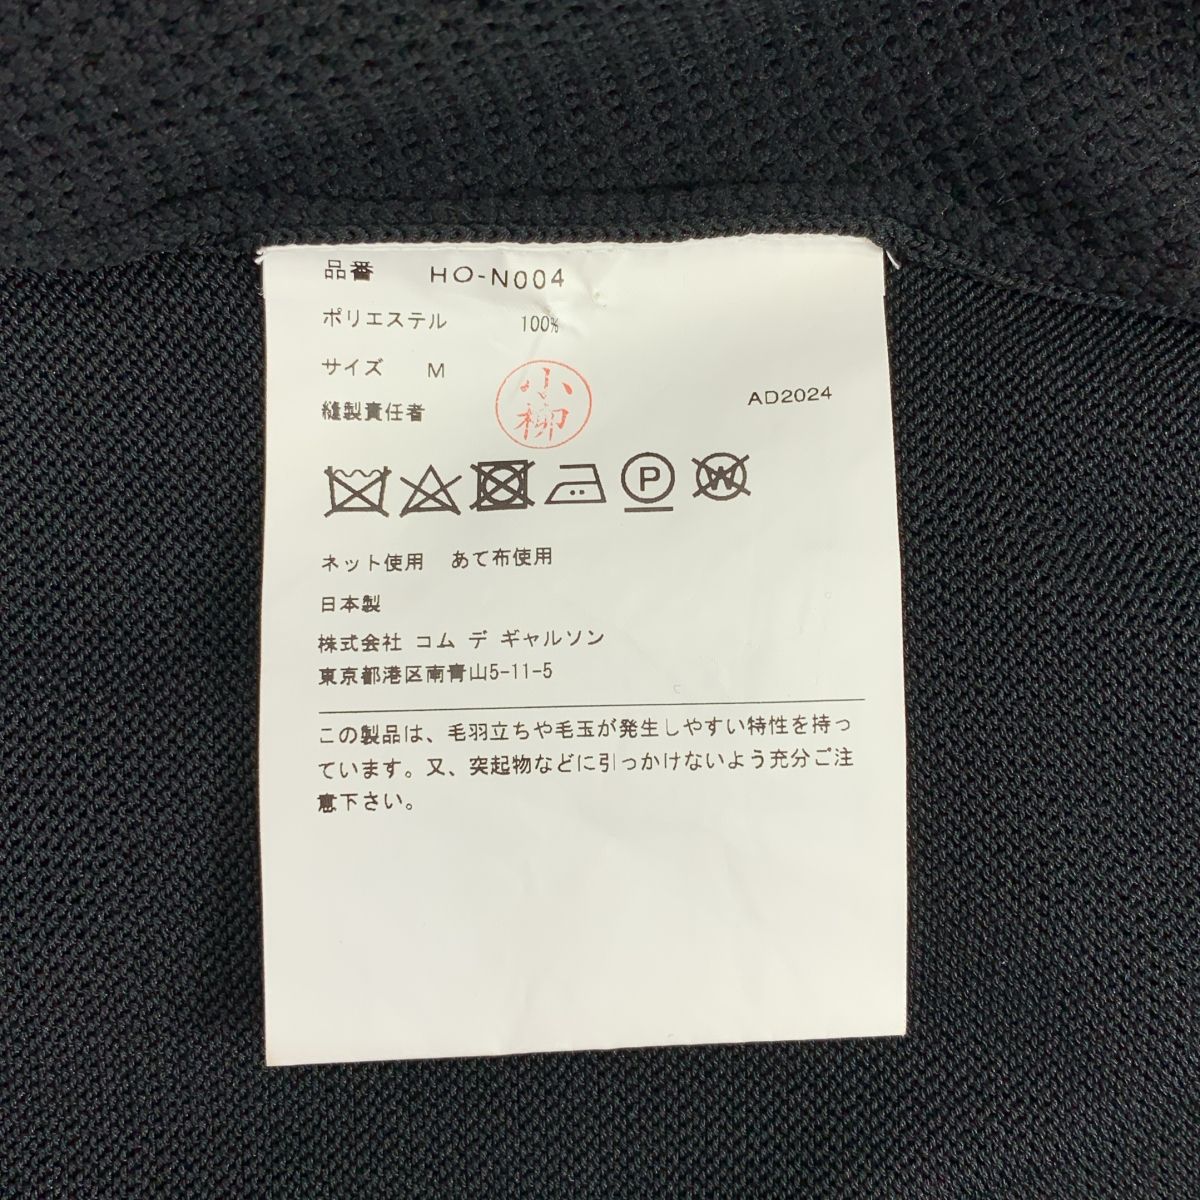 品番 HO-N004
ポリエステル 100%
サイズ M
小柳
AD2024
縫製責任者
P W
ネット使用 あて布使用
日本製
株式会社 コム デ ギャルソン
東京都港区南青山5-11-5
この製品は、毛羽立ちや毛玉が発生しやすい特性を持っ
ています。又、突起物などに引っかけないよう充分ご注
意下さい。